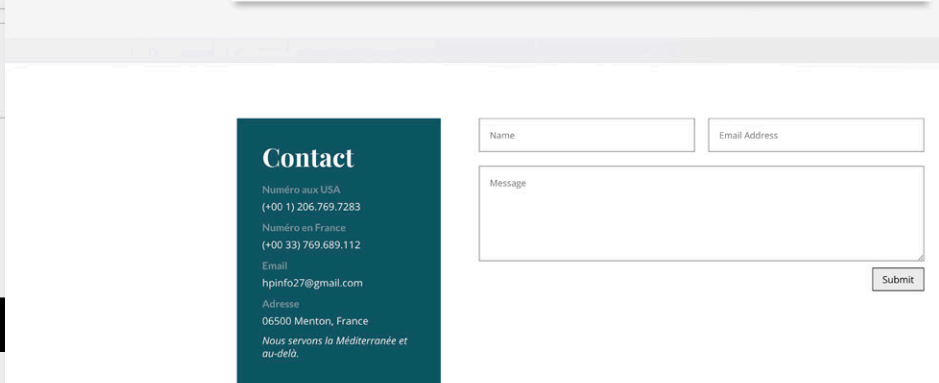 Contact
Numéro aux USA
(+00 1) 206.769.7283
Numéro en France
(+00 33) 769.689.112
Email
hpinfo27@gmail.com
Adresse
06500 Menton, France
Nous servons la Méditerranée et
au-delà.
Name
Email Address
Message
Submit